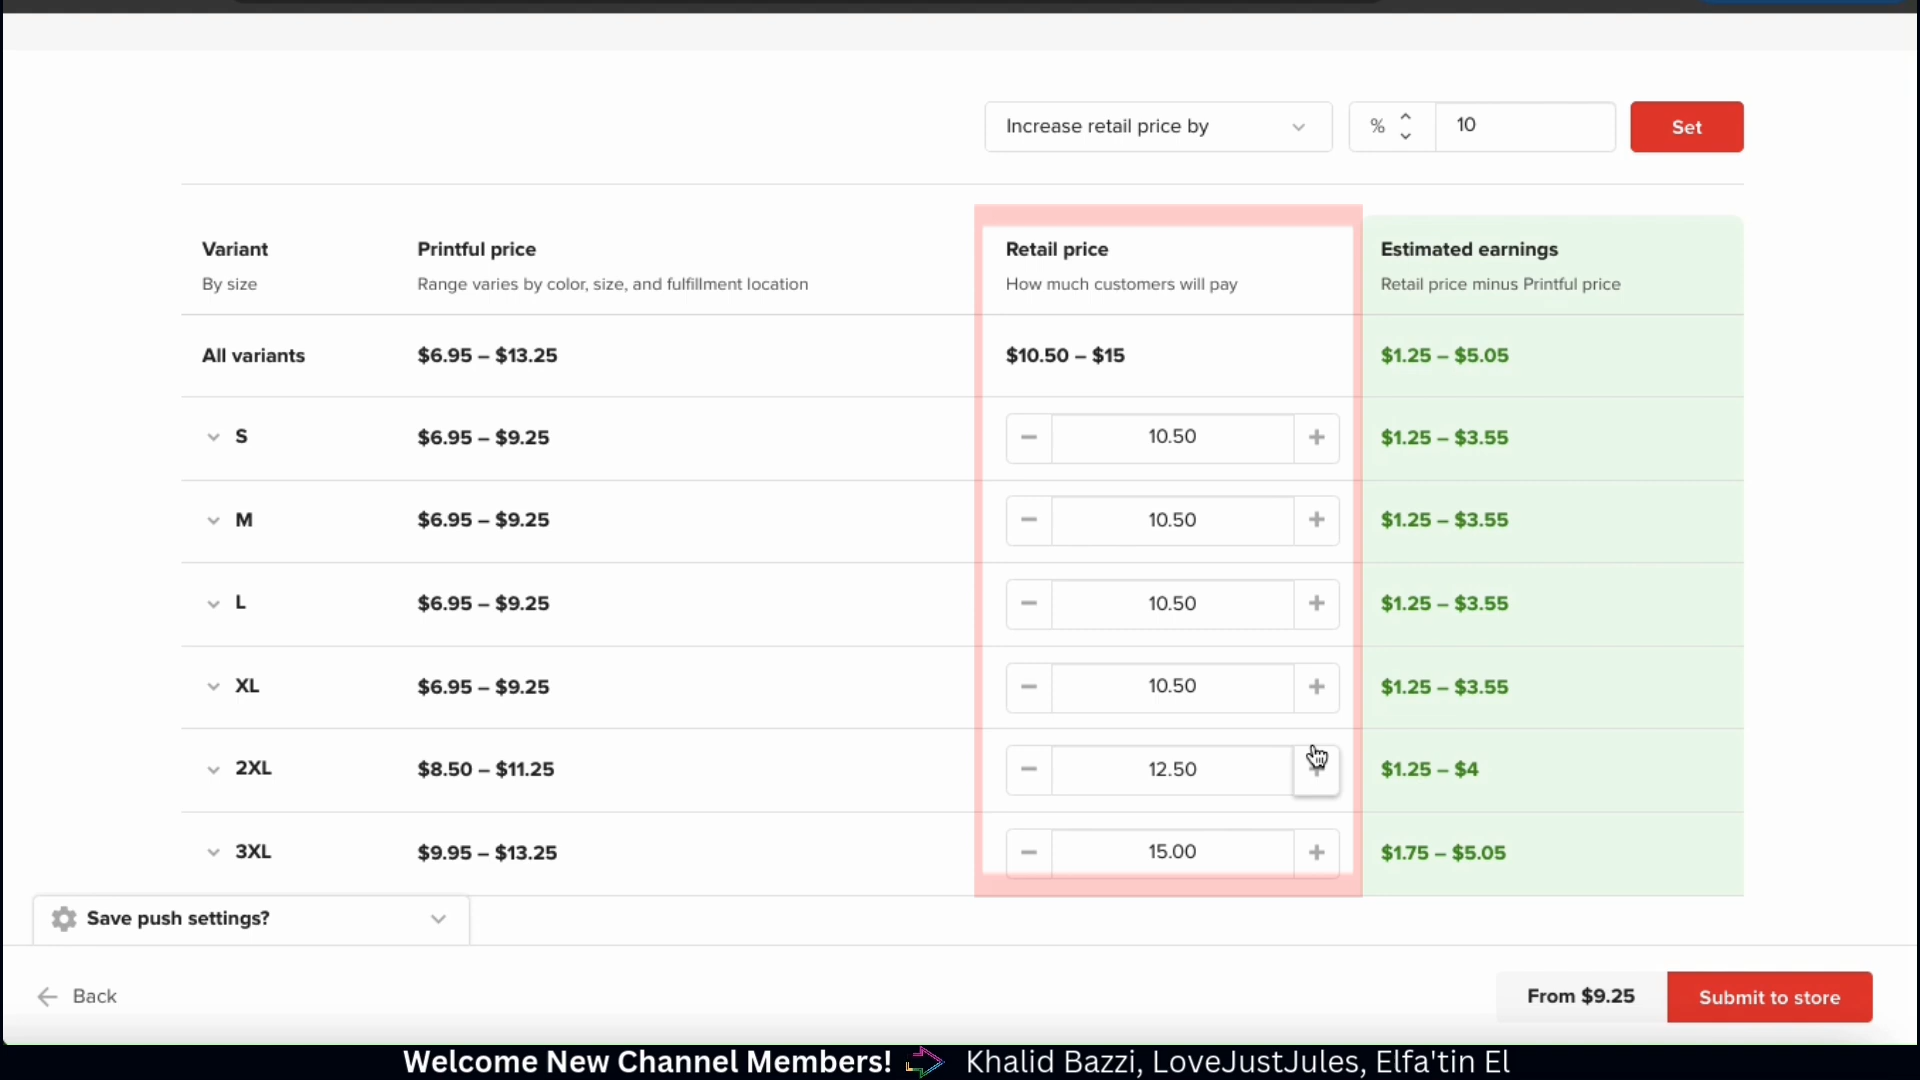 Increase retail price by % 10 Set
Variant Printful price Retail price Estimated earnings
By size Range varies by color, size, and fulfillment location How much customers will pay Retail price minus Printful price
All variants $6.95 – $13.25 $10.50 – $15 $1.25 – $5.05
S $6.95 – $9.25 − 10.50 + $1.25 – $3.55
M $6.95 – $9.25 − 10.50 + $1.25 – $3.55
L $6.95 – $9.25 − 10.50 + $1.25 – $3.55
XL $6.95 – $9.25 − 10.50 + $1.25 – $3.55
2XL $8.50 – $11.25 − 12.50 + $1.25 – $4
3XL $9.95 – $13.25 − 15.00 + $1.75 – $5.05
Save push settings?
Back From $9.25 Submit to store
Welcome New Channel Members! Khalid Bazzi, LoveJustJules, Elfa'tin El